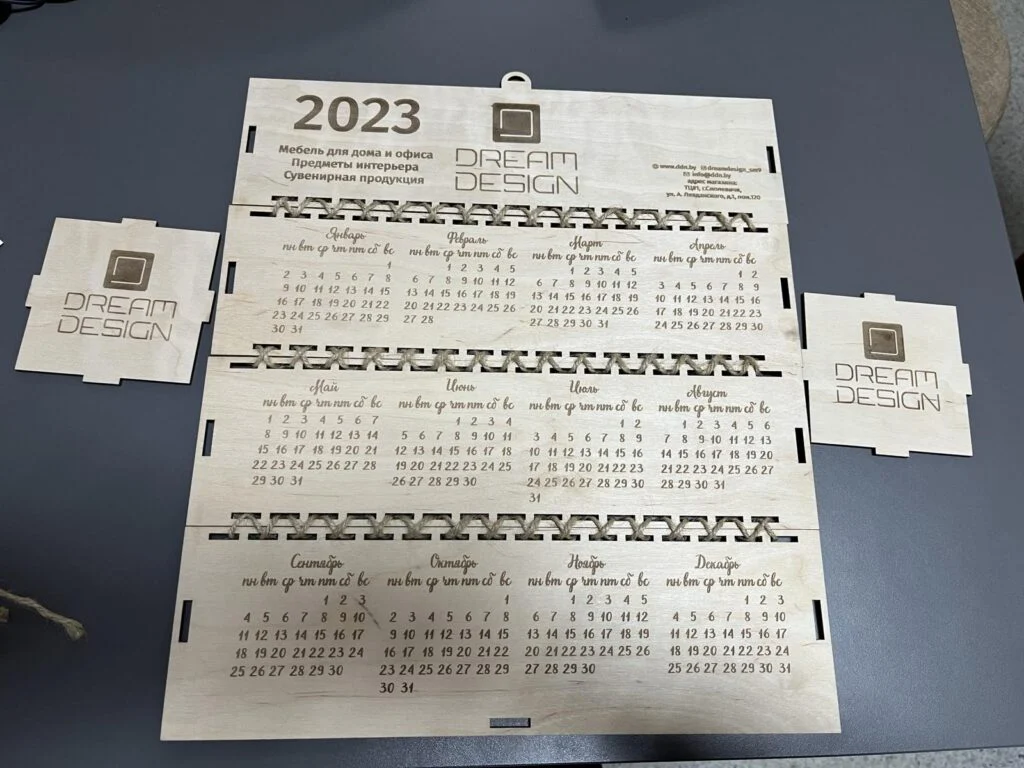 2023
Мебель для дома и офиса
Предметы интерьера
Сувенирная продукция
DREAM
DESIGN
www.ddn.by dreamdesign_sm9
info@ddn.by
адрес магазина:
ТЦ№1, г.Смолевичи,
ул. А. Левданского, д.1, пом.120
Январь Февраль Март Апрель
пн вт ср чт пт сб вс пн вт ср чт пт сб вс пн вт ср чт пт сб вс пн вт ср чт пт сб вс
1 1 2 3 4 5 1 2 3 4 5 1 2
2 3 4 5 6 7 8 6 7 8 9 10 11 12 6 7 8 9 10 11 12 3 4 5 6 7 8 9
9 10 11 12 13 14 15 13 14 15 16 17 18 19 13 14 15 16 17 18 19 10 11 12 13 14 15 16
16 17 18 19 20 21 22 20 21 22 23 24 25 26 20 21 22 23 24 25 26 17 18 19 20 21 22 23
23 24 25 26 27 28 29 27 28 27 28 29 30 31 24 25 26 27 28 29 30
30 31
Май Июнь Июль Август
пн вт ср чт пт сб вс пн вт ср чт пт сб вс пн вт ср чт пт сб вс пн вт ср чт пт сб вс
1 2 3 4 5 6 7 1 2 3 4 1 2 1 2 3 4 5 6
8 9 10 11 12 13 14 5 6 7 8 9 10 11 3 4 5 6 7 8 9 7 8 9 10 11 12 13
15 16 17 18 19 20 21 12 13 14 15 16 17 18 10 11 12 13 14 15 16 14 15 16 17 18 19 20
22 23 24 25 26 27 28 19 20 21 22 23 24 25 17 18 19 20 21 22 23 21 22 23 24 25 26 27
29 30 31 26 27 28 29 30 24 25 26 27 28 29 30 28 29 30 31
31
Сентябрь Октябрь Ноябрь Декабрь
пн вт ср чт пт сб вс пн вт ср чт пт сб вс пн вт ср чт пт сб вс пн вт ср чт пт сб вс
1 2 3 1 1 2 3 4 5 1 2 3
4 5 6 7 8 9 10 2 3 4 5 6 7 8 6 7 8 9 10 11 12 4 5 6 7 8 9 10
11 12 13 14 15 16 17 9 10 11 12 13 14 15 13 14 15 16 17 18 19 11 12 13 14 15 16 17
18 19 20 21 22 23 24 16 17 18 19 20 21 22 20 21 22 23 24 25 26 18 19 20 21 22 23 24
25 26 27 28 29 30 23 24 25 26 27 28 29 27 28 29 30 25 26 27 28 29 30 31
30 31
DREAM
DESIGN
DREAM
DESIGN